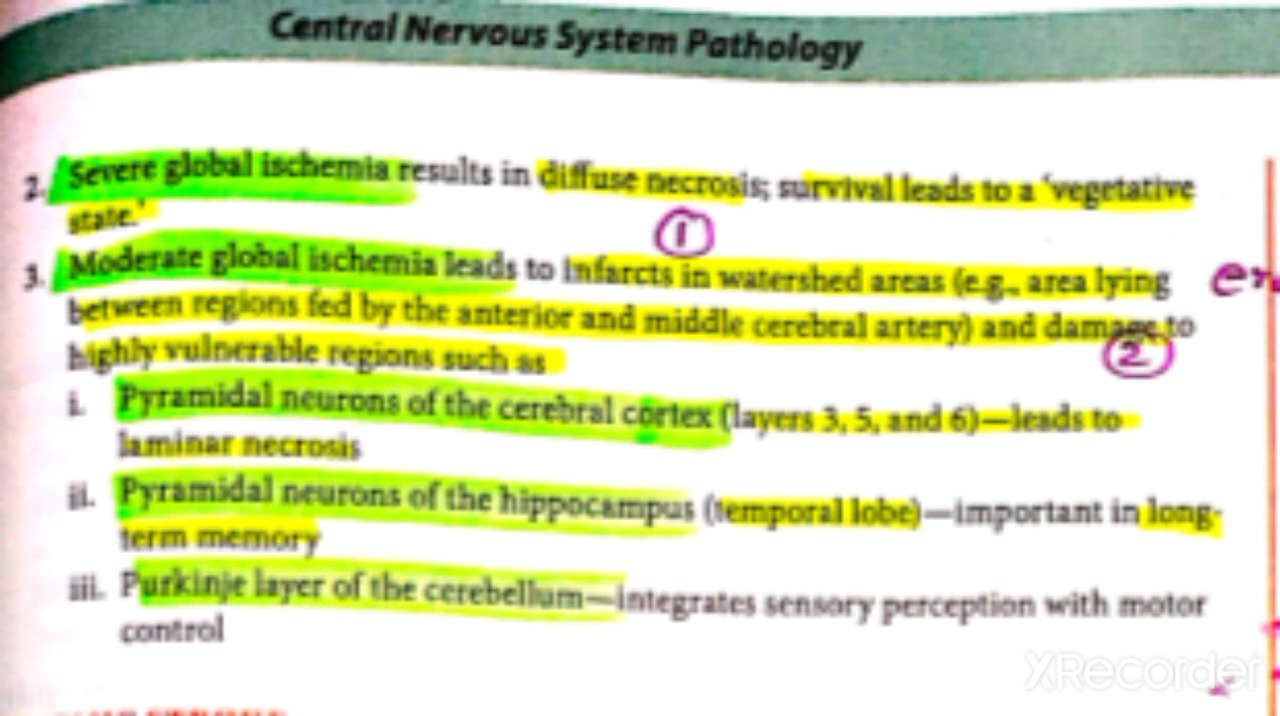 Central Nervous System Pathology
2. Severe global ischemia results in diffuse necrosis; survival leads to a 'vegetative
state.'
1
3. Moderate global ischemia leads to infarcts in watershed areas (e.g., area lying
between regions fed by the anterior and middle cerebral artery) and damage to
2
highly vulnerable regions such as
i. Pyramidal neurons of the cerebral cortex (layers 3, 5, and 6)—leads to
laminar necrosis
ii. Pyramidal neurons of the hippocampus (temporal lobe)—important in long-
term memory
iii. Purkinje layer of the cerebellum—integrates sensory perception with motor
control
XRecorder